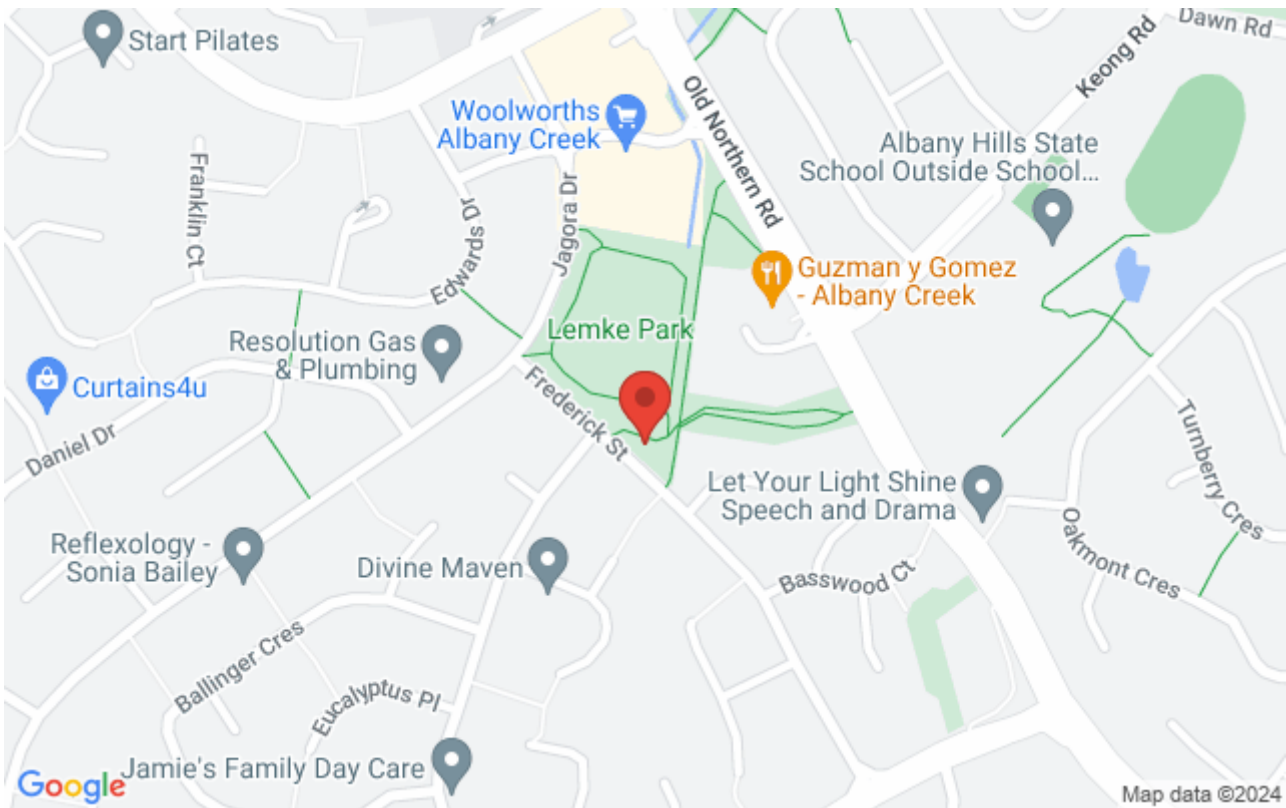 Start Pilates
Dawn Rd
Keong Rd
Old Northern Rd
Woolworths
Albany Creek
Albany Hills State
School Outside School...
Franklin Ct
Edwards Dr
Jagora Dr
Guzman y Gomez
- Albany Creek
Lemke Park
Resolution Gas
& Plumbing
Curtains4u
Daniel Dr
Frederick St
Turnberry Cres
Let Your Light Shine
Speech and Drama
Reflexology -
Sonia Bailey
Divine Maven
Basswood Ct
Oakmont Cres
Ballinger Cres
Eucalyptus Pl
Jamie's Family Day Care
Google
Map data ©2024